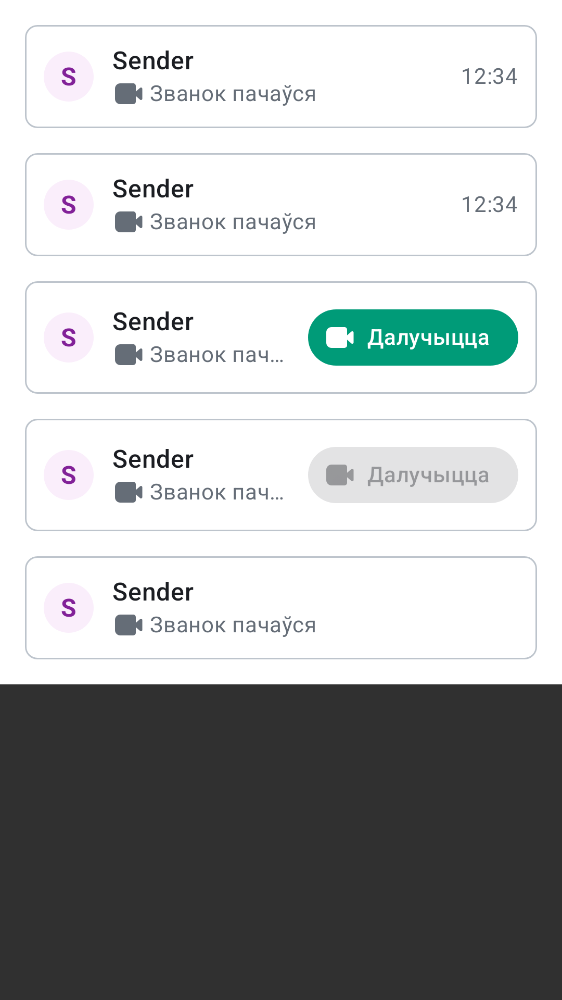 S
Sender
Званок пачаўся
12:34
S
Sender
Званок пачаўся
12:34
S
Sender
Званок пач...
Далучыцца
S
Sender
Званок пач...
Далучыцца
S
Sender
Званок пачаўся